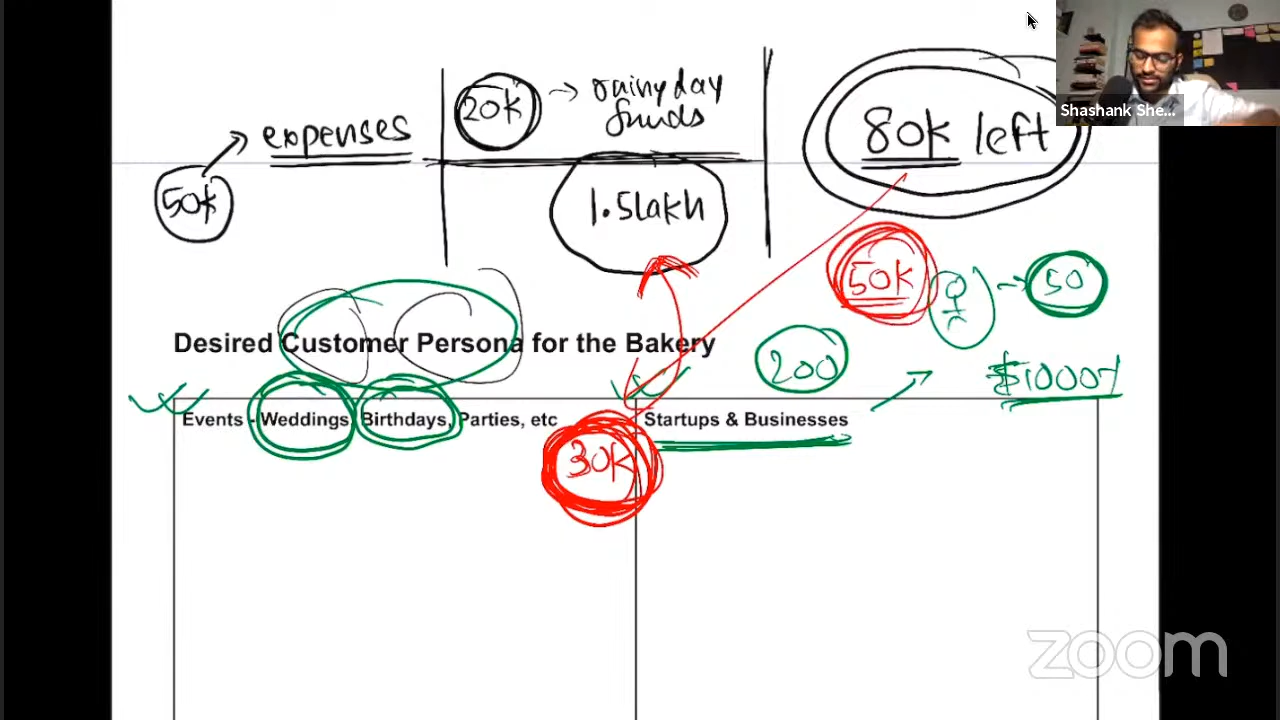 expenses
50k
20k → rainy day
funds
1.5lakh
80k left
Shashank She...
50k
50
200
$1000/
Desired Customer Persona for the Bakery
Events - Weddings, Birthdays, Parties, etc
Startups & Businesses
30k
zoom